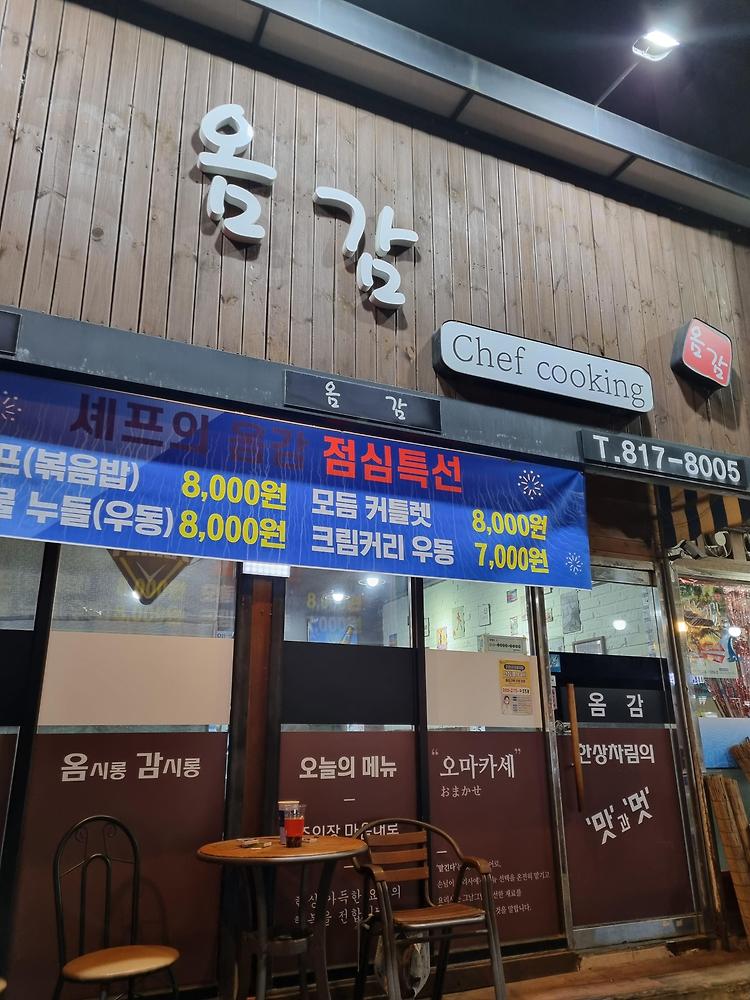 옴 감
Chef cooking
옴감
옴 감
T.817-8005
셰프의 옴감 점심특선
프(볶음밥) 8,000원 모듬 커틀렛 8,000원
누들(우동) 8,000원 크림커리 우동 7,000원
옴시롱 감시롱
오늘의 메뉴
"오마카세"
おまかせ
옴 감
한상차림의
'맛'과 '멋'